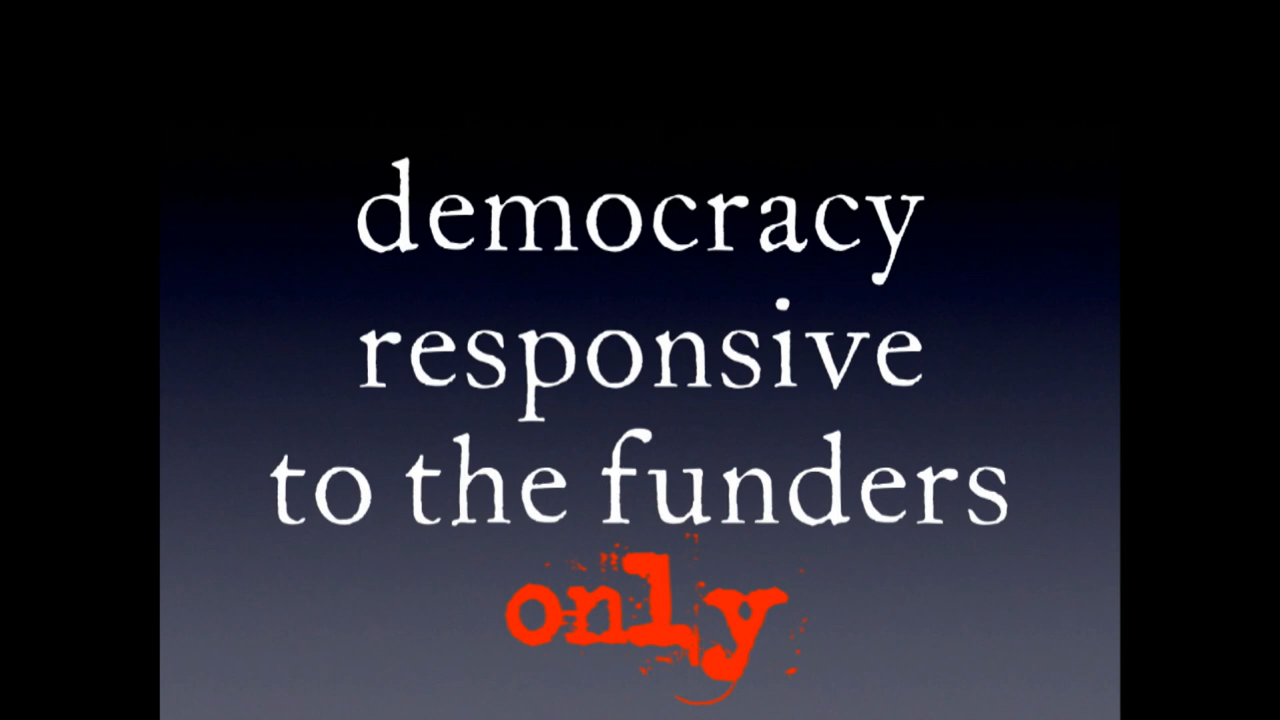 democracy
responsive
to the funders
only